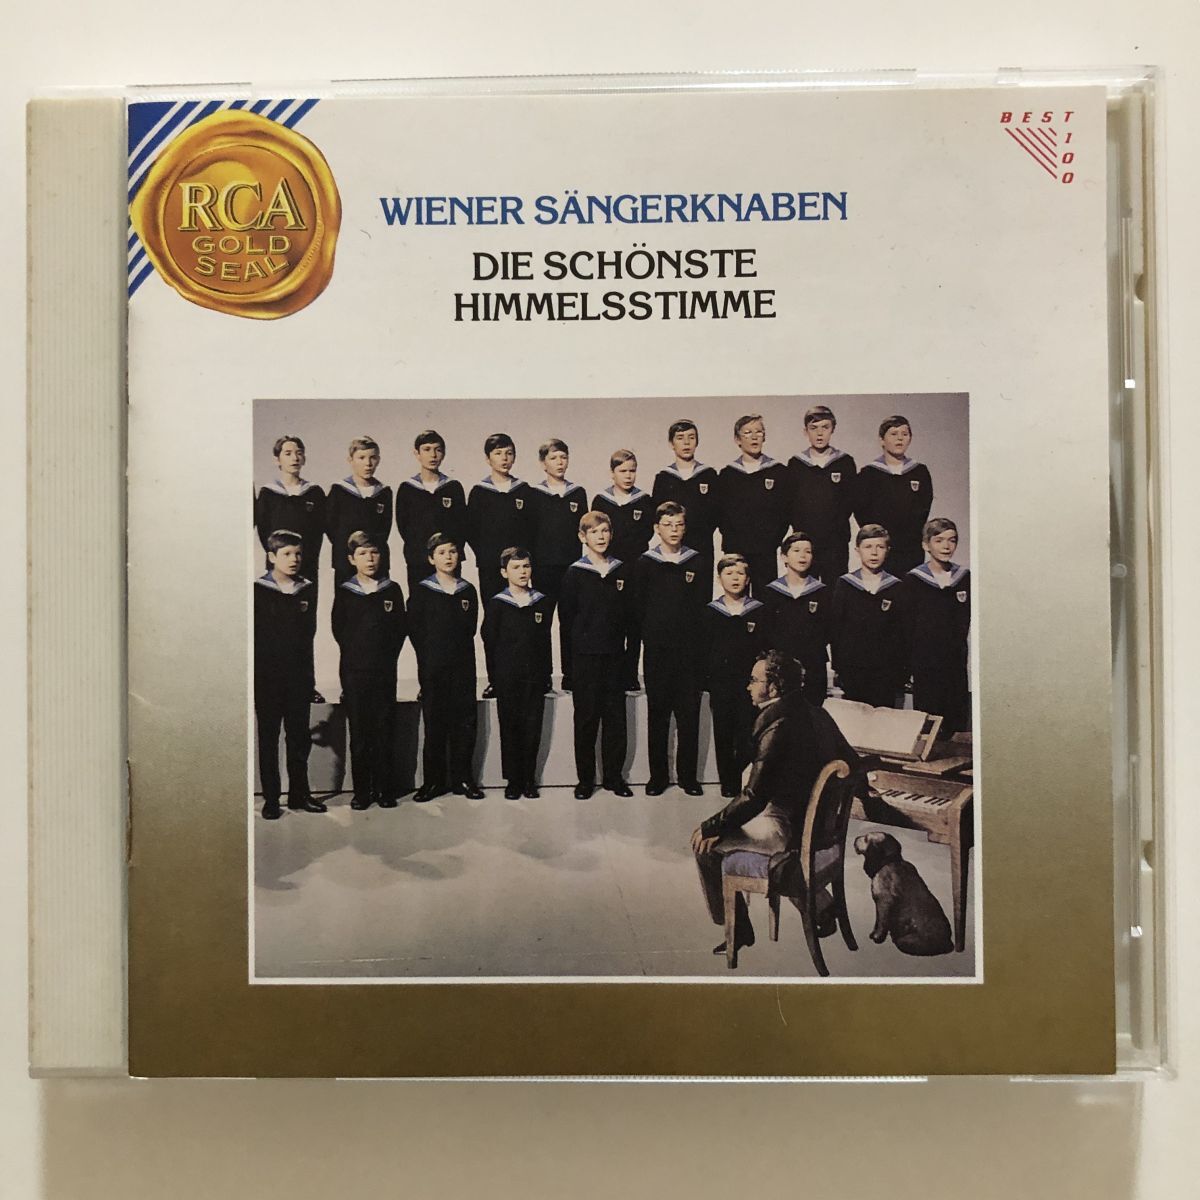 RCA
GOLD
SEAL
WIENER SÄNGERKNABEN
DIE SCHÖNSTE
HIMMELSSTIMME
BEST
100